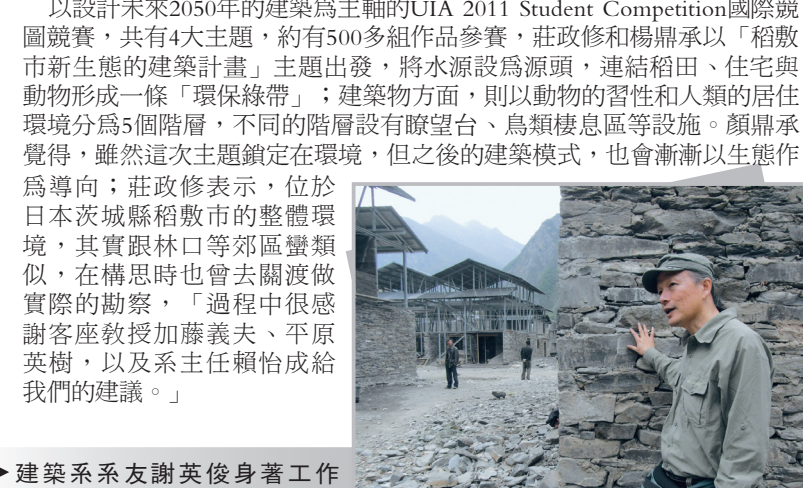 以設計未來2050年的建築為主軸的UIA 2011 Student Competition國際競
圖競賽，共有4大主題，約有500多組作品參賽，莊政修和楊鼎承以「稻敷
市新生態的建築計畫」主題出發，將水源設為源頭，連結稻田、住宅與
動物形成一條「環保綠帶」；建築物方面，則以動物的習性和人類的居住
環境分為5個階層，不同的階層設有瞭望台、鳥類棲息區等設施。顏鼎承
覺得，雖然這次主題鎖定在環境，但之後的建築模式，也會漸漸以生態作
為導向；莊政修表示，位於
日本茨城縣稻敷市的整體環
境，其實跟林口等郊區蠻類
似，在構思時也曾去關渡做
實際的勘察，「過程中很感
謝客座教授加藤義夫、平原
英樹，以及系主任賴怡成給
我們的建議。」
建築系系友謝英俊身著工作